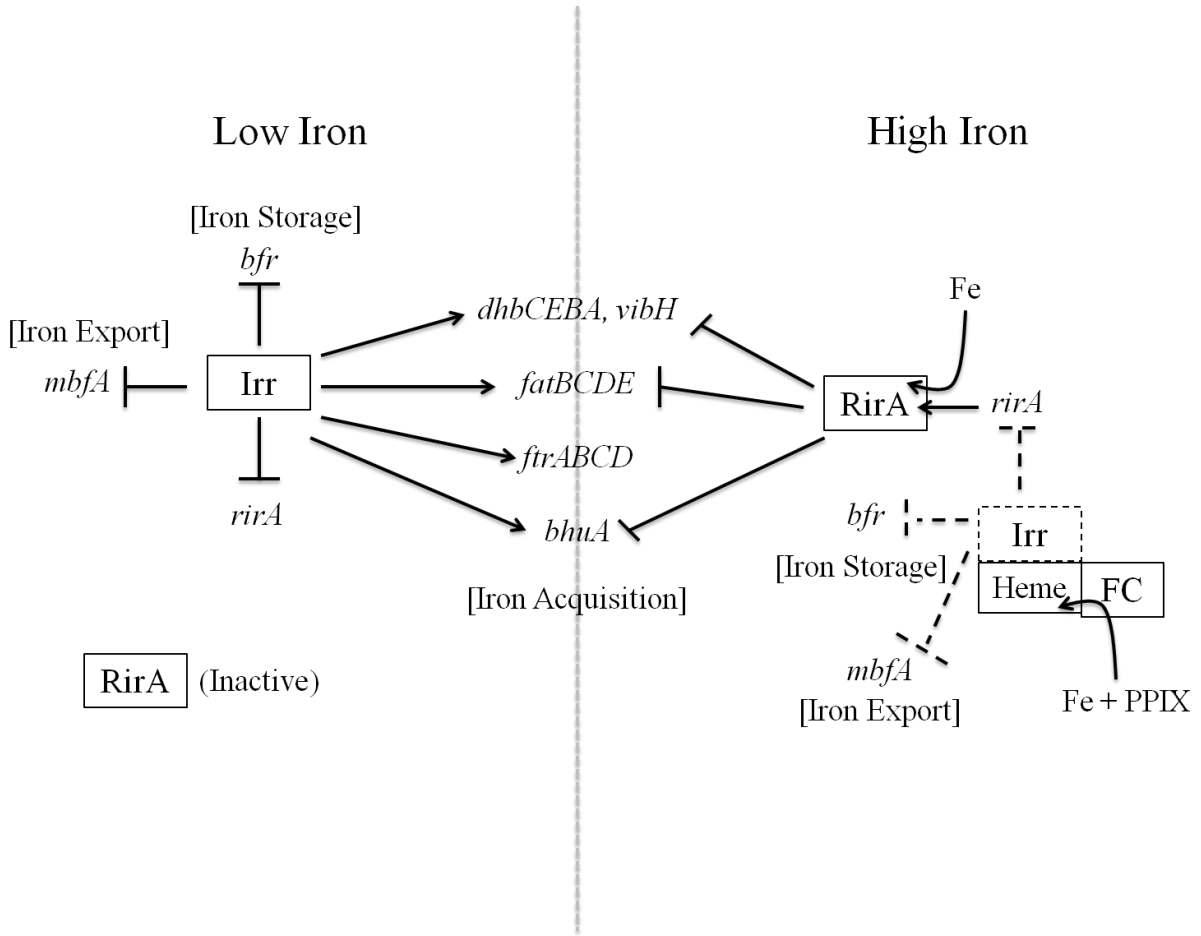 Low Iron
High Iron
[Iron Storage]
bfr
[Iron Export]
mbfA
Irr
rirA
RirA
(Inactive)
dhbCEBA, vibH
fatBCDE
ftrABCD
bhuA
[Iron Acquisition]
Fe
RirA
rirA
bfr
[Iron Storage]
Irr
Heme
FC
mbfA
[Iron Export]
Fe + PPIX